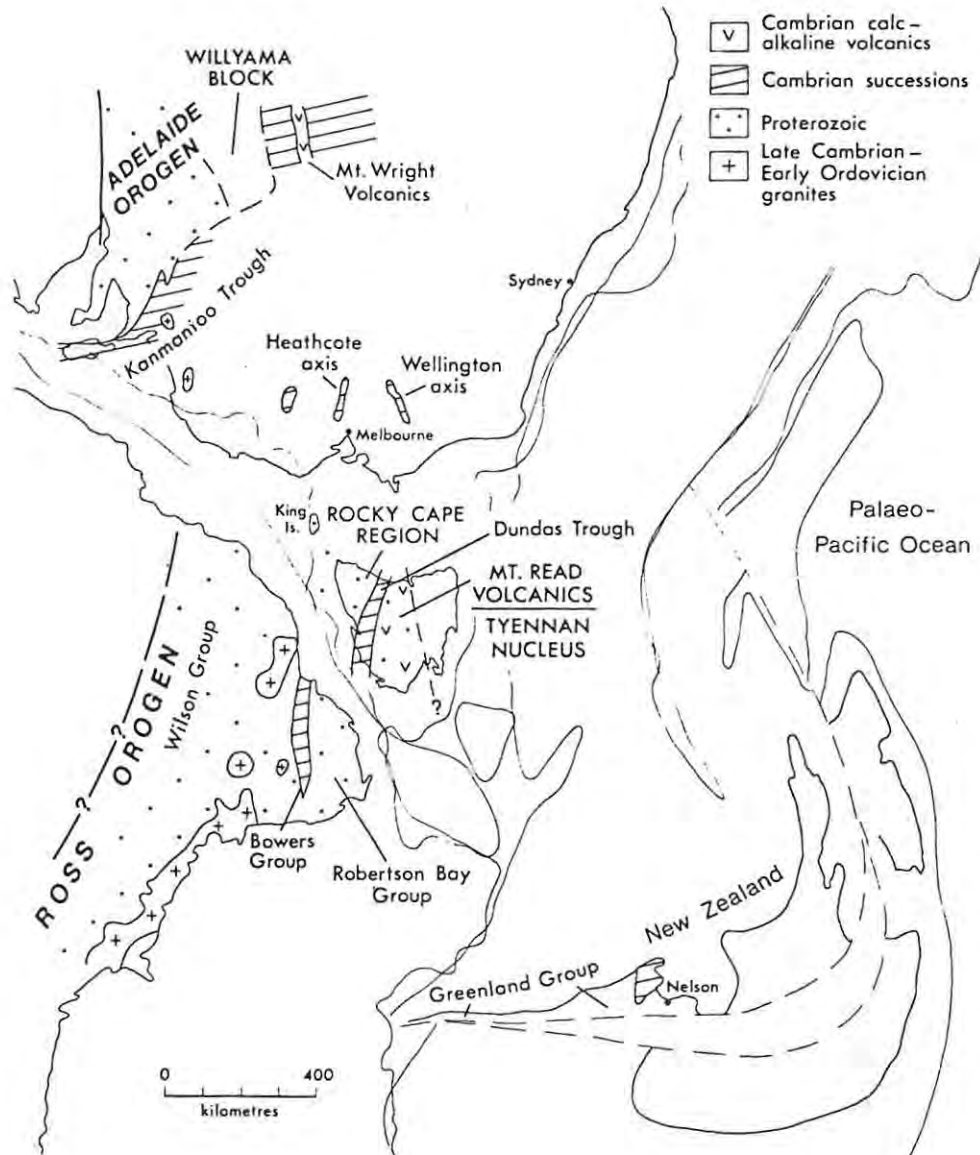 Cambrian calc-
alkaline volcanics
Cambrian successions
Proterozoic
Late Cambrian-
Early Ordovician
granites
WILLYAMA
BLOCK
ADELAIDE
OROGEN
Mt. Wright
Volcanics
Kanmanioo Trough
Sydney
Heathcote
axis
Wellington
axis
Melbourne
King
Is.
ROCKY CAPE
REGION
Dundas Trough
MT. READ
VOLCANICS
TYENNAN
NUCLEUS
Palaeo-
Pacific Ocean
ROSS ? OROGEN ?
Wilson Group
?
Bowers
Group
Robertson Bay
Group
New Zealand
Greenland Group
Nelson
0 400
kilometres